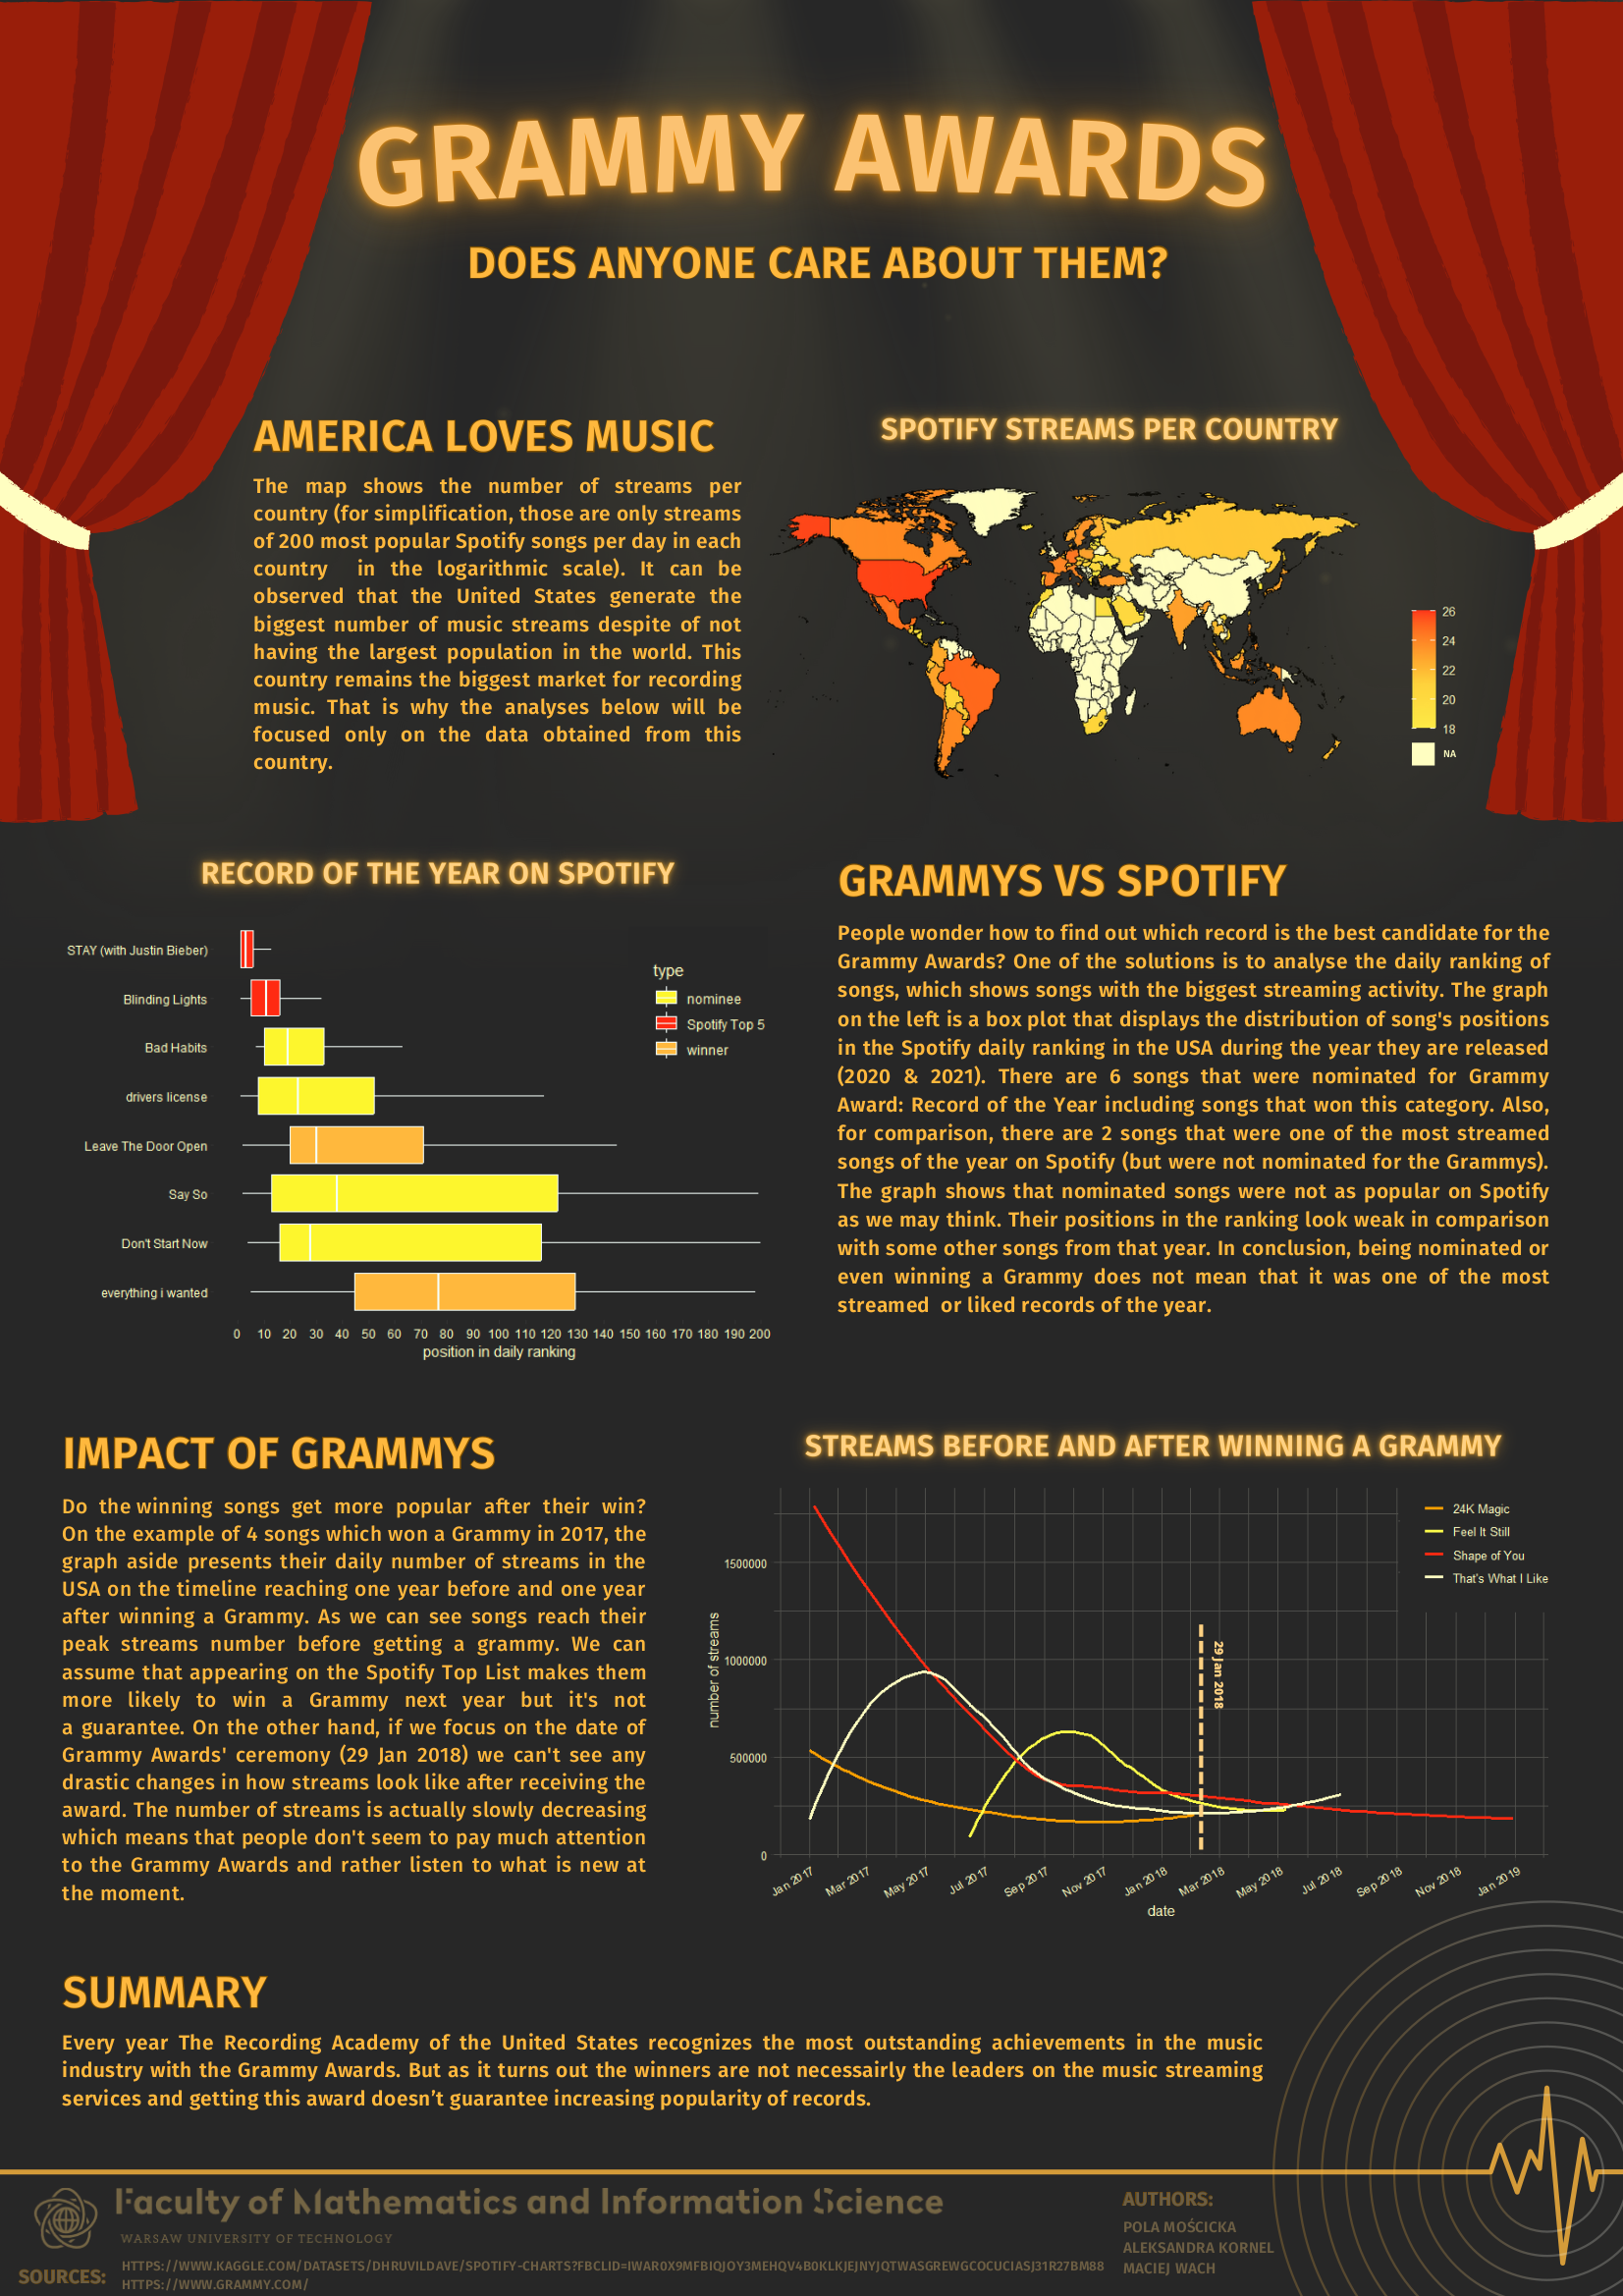 GRAMMY AWARDS
DOES ANYONE CARE ABOUT THEM?
AMERICA LOVES MUSIC
The map shows the number of streams per
country (for simplification, those are only streams
of 200 most popular Spotify songs per day in each
country in the logarithmic scale). It can be
observed that the United States generate the
biggest number of music streams despite of not
having the largest population in the world. This
country remains the biggest market for recording
music. That is why the analyses below will be
focused only on the data obtained from this
country.
SPOTIFY STREAMS PER COUNTRY
26
24
22
20
18
NA
RECORD OF THE YEAR ON SPOTIFY
STAY (with Justin Bieber)
Blinding Lights
Bad Habits
drivers license
Leave The Door Open
Say So
Don't Start Now
everything i wanted
type
nominee
Spotify Top 5
winner
0 10 20 30 40 50 60 70 80 90 100 110 120 130 140 150 160 170 180 190 200
position in daily ranking
GRAMMYS VS SPOTIFY
People wonder how to find out which record is the best candidate for the
Grammy Awards? One of the solutions is to analyse the daily ranking of
songs, which shows songs with the biggest streaming activity. The graph
on the left is a box plot that displays the distribution of song's positions
in the Spotify daily ranking in the USA during the year they are released
(2020 & 2021). There are 6 songs that were nominated for Grammy
Award: Record of the Year including songs that won this category. Also,
for comparison, there are 2 songs that were one of the most streamed
songs of the year on Spotify (but were not nominated for the Grammys).
The graph shows that nominated songs were not as popular on Spotify
as we may think. Their positions in the ranking look weak in comparison
with some other songs from that year. In conclusion, being nominated or
even winning a Grammy does not mean that it was one of the most
streamed or liked records of the year.
IMPACT OF GRAMMYS
Do the winning songs get more popular after their win?
On the example of 4 songs which won a Grammy in 2017, the
graph aside presents their daily number of streams in the
USA on the timeline reaching one year before and one year
after winning a Grammy. As we can see songs reach their
peak streams number before getting a grammy. We can
assume that appearing on the Spotify Top List makes them
more likely to win a Grammy next year but it's not
a guarantee. On the other hand, if we focus on the date of
Grammy Awards' ceremony (29 Jan 2018) we can't see any
drastic changes in how streams look like after receiving the
award. The number of streams is actually slowly decreasing
which means that people don't seem to pay much attention
to the Grammy Awards and rather listen to what is new at
the moment.
STREAMS BEFORE AND AFTER WINNING A GRAMMY
24K Magic
Feel It Still
Shape of You
That's What I Like
number of streams
1500000
1000000
500000
0
29 Jan 2018
Jan 2017 Mar 2017 May 2017 Jul 2017 Sep 2017 Nov 2017 Jan 2018 Mar 2018 May 2018 Jul 2018 Sep 2018 Nov 2018 Jan 2019
date
SUMMARY
Every year The Recording Academy of the United States recognizes the most outstanding achievements in the music
industry with the Grammy Awards. But as it turns out the winners are not necessairly the leaders on the music streaming
services and getting this award doesn’t guarantee increasing popularity of records.
Faculty of Mathematics and Information Science
WARSAW UNIVERSITY OF TECHNOLOGY
SOURCES:
HTTPS://WWW.KAGGLE.COM/DATASETS/DHRUVILDAVE/SPOTIFY-CHARTS?FBCLID=IWAR0X9MFBIQJOY3MEHQV4B0KLKJEJNYJQTWASGREWGCOCUCIASJ31R27BM88
HTTPS://WWW.GRAMMY.COM/
AUTHORS:
POLA MOŚCICKA
ALEKSANDRA KORNEL
MACIEJ WACH